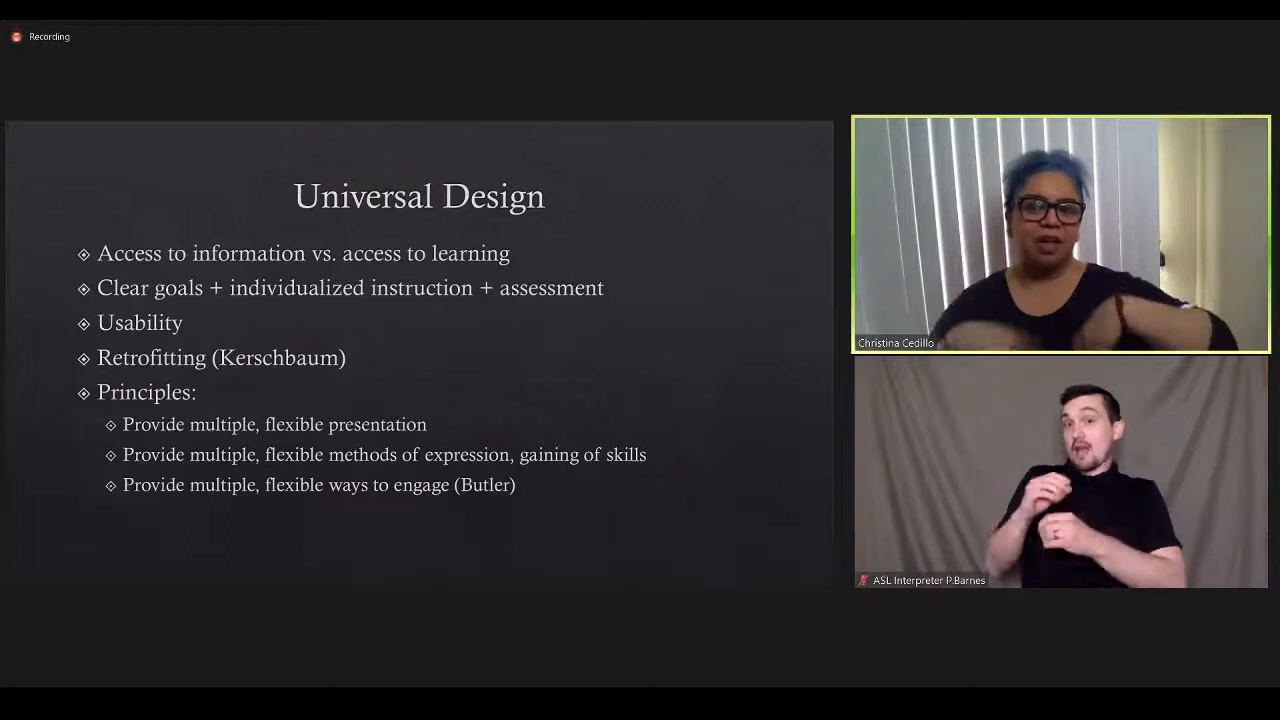 Recording
Universal Design
Access to information vs. access to learning
Clear goals + individualized instruction + assessment
Usability
Retrofitting (Kerschbaum)
Principles:
Provide multiple, flexible presentation
Provide multiple, flexible methods of expression, gaining of skills
Provide multiple, flexible ways to engage (Butler)
Christina Cedillo
ASL Interpreter P.Barnes